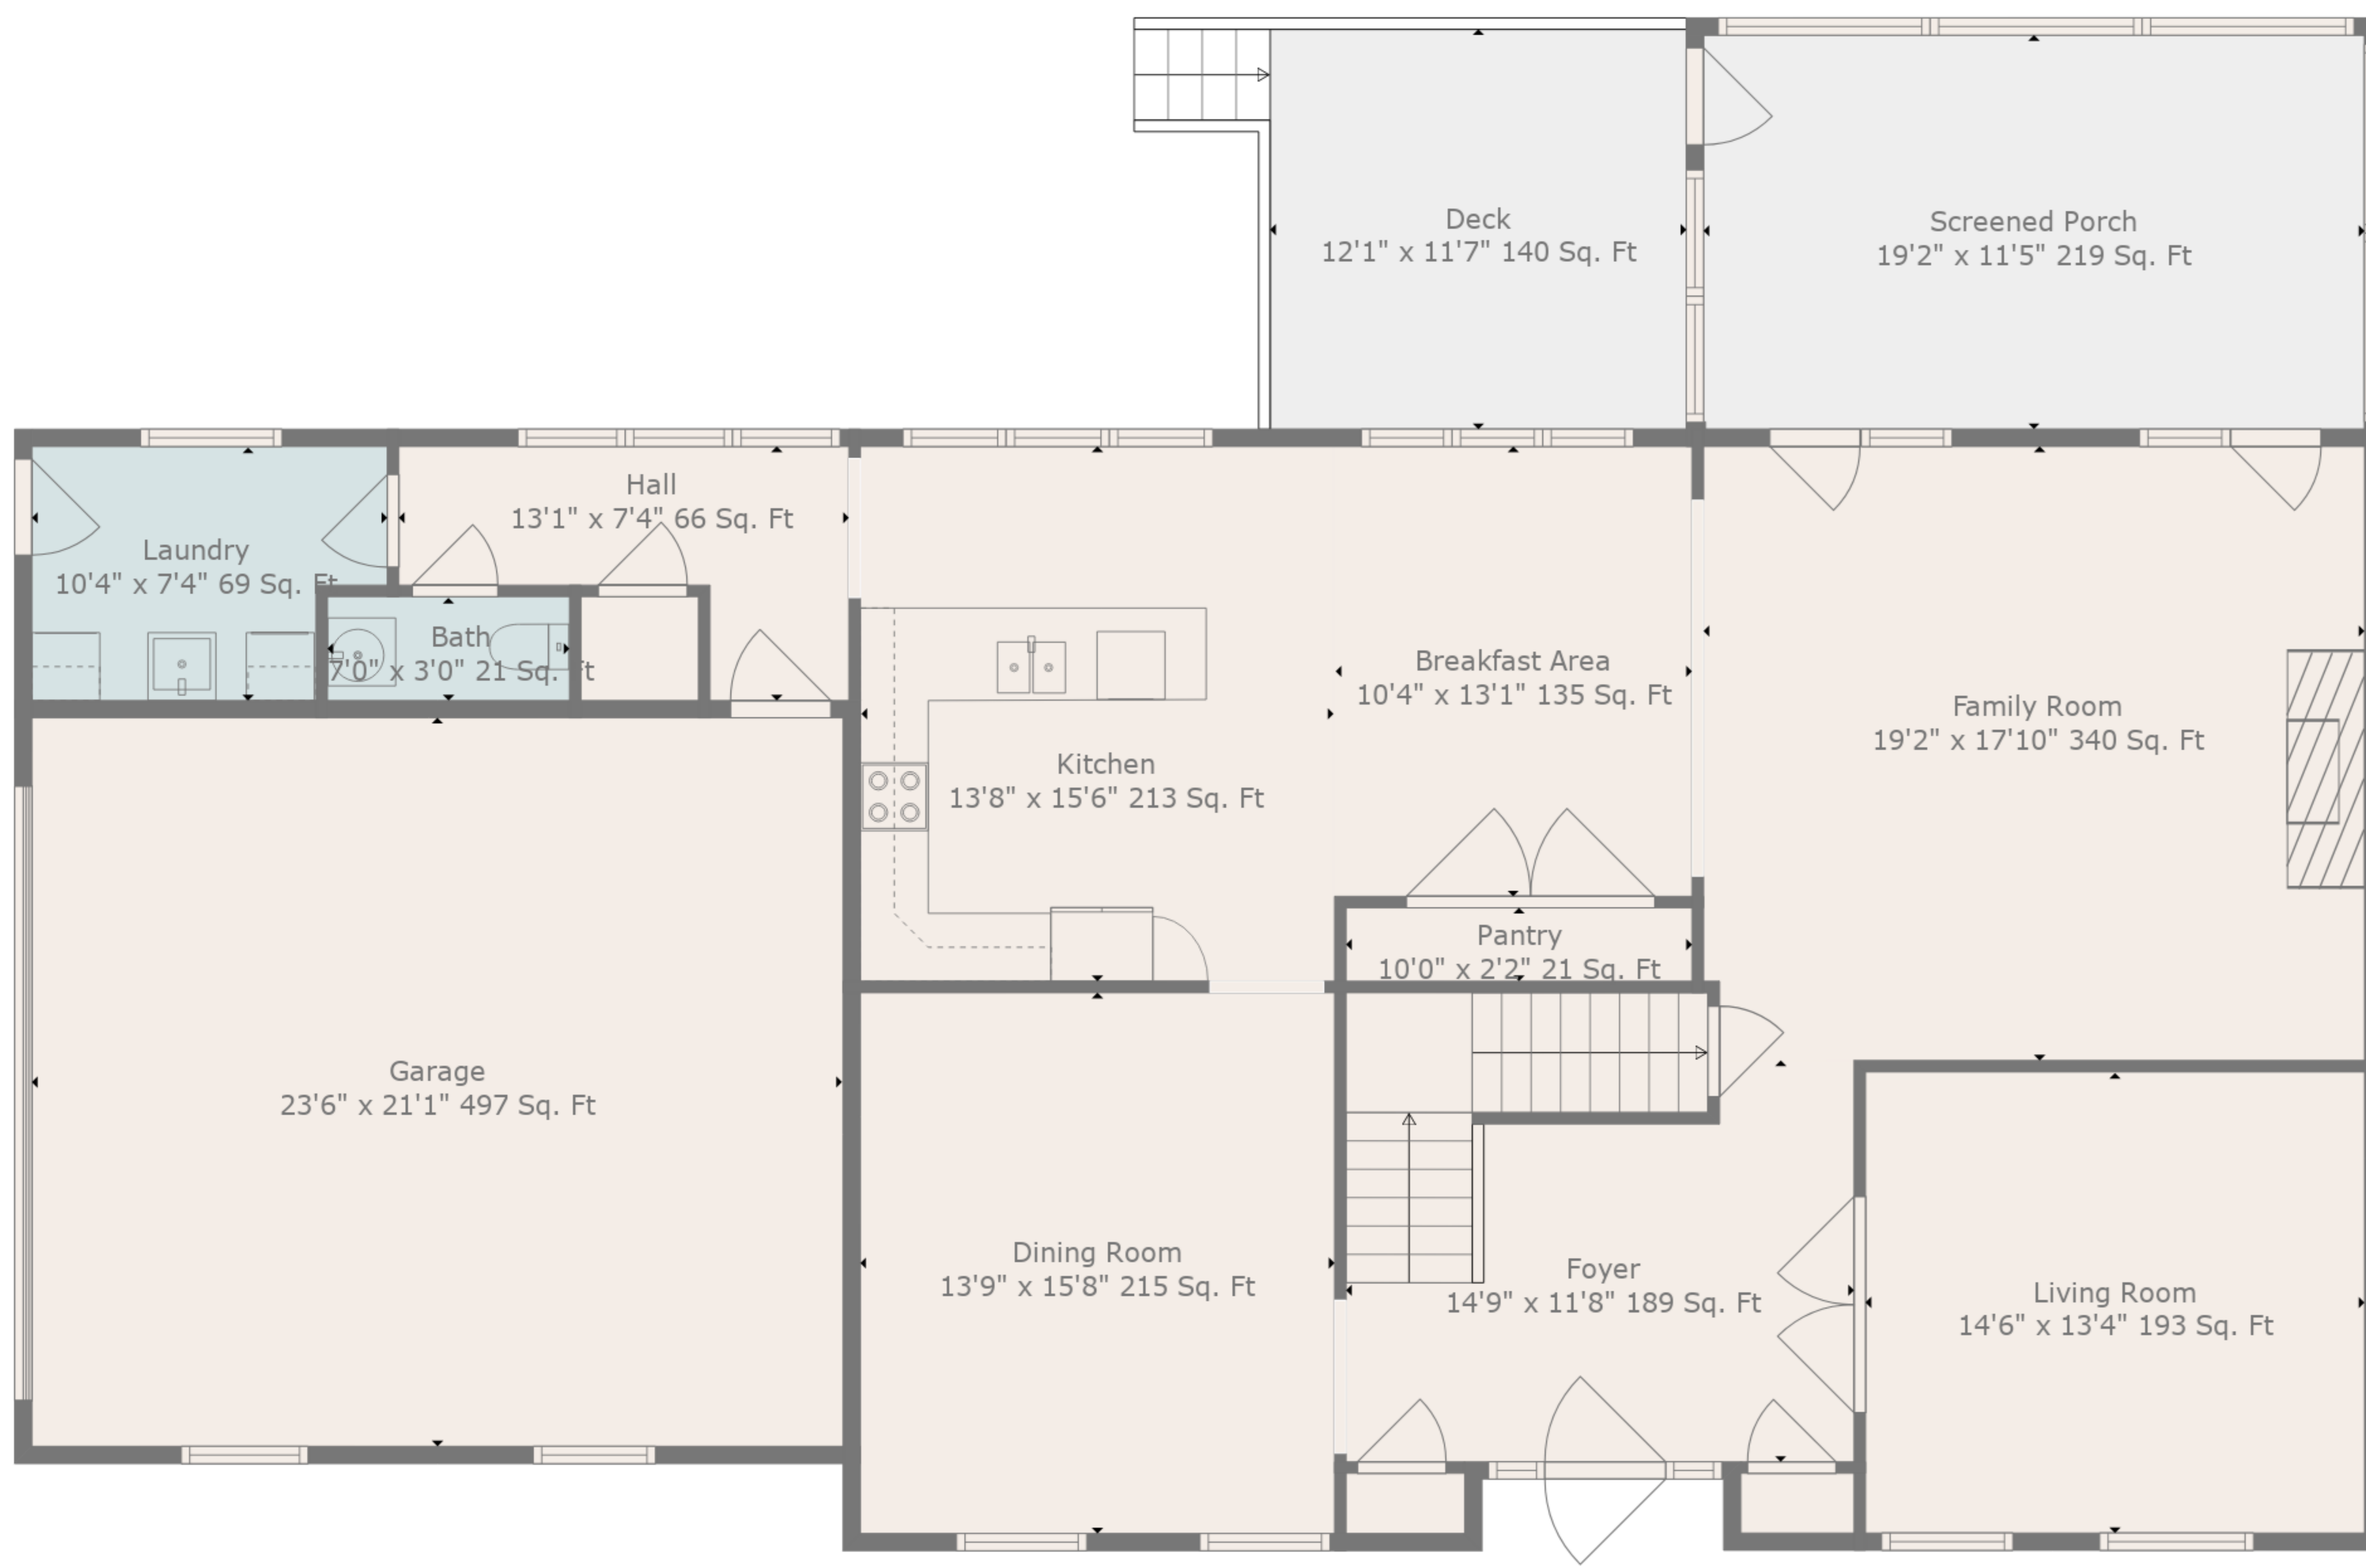 Deck
12'1" x 11'7" 140 Sq. Ft
Screened Porch
19'2" x 11'5" 219 Sq. Ft
Hall
13'1" x 7'4" 66 Sq. Ft
Laundry
10'4" x 7'4" 69 Sq. Ft
Bath
7'0" x 3'0" 21 Sq. Ft
Breakfast Area
10'4" x 13'1" 135 Sq. Ft
Family Room
19'2" x 17'10" 340 Sq. Ft
Kitchen
13'8" x 15'6" 213 Sq. Ft
Pantry
10'0" x 2'2" 21 Sq. Ft
Garage
23'6" x 21'1" 497 Sq. Ft
Dining Room
13'9" x 15'8" 215 Sq. Ft
Foyer
14'9" x 11'8" 189 Sq. Ft
Living Room
14'6" x 13'4" 193 Sq. Ft